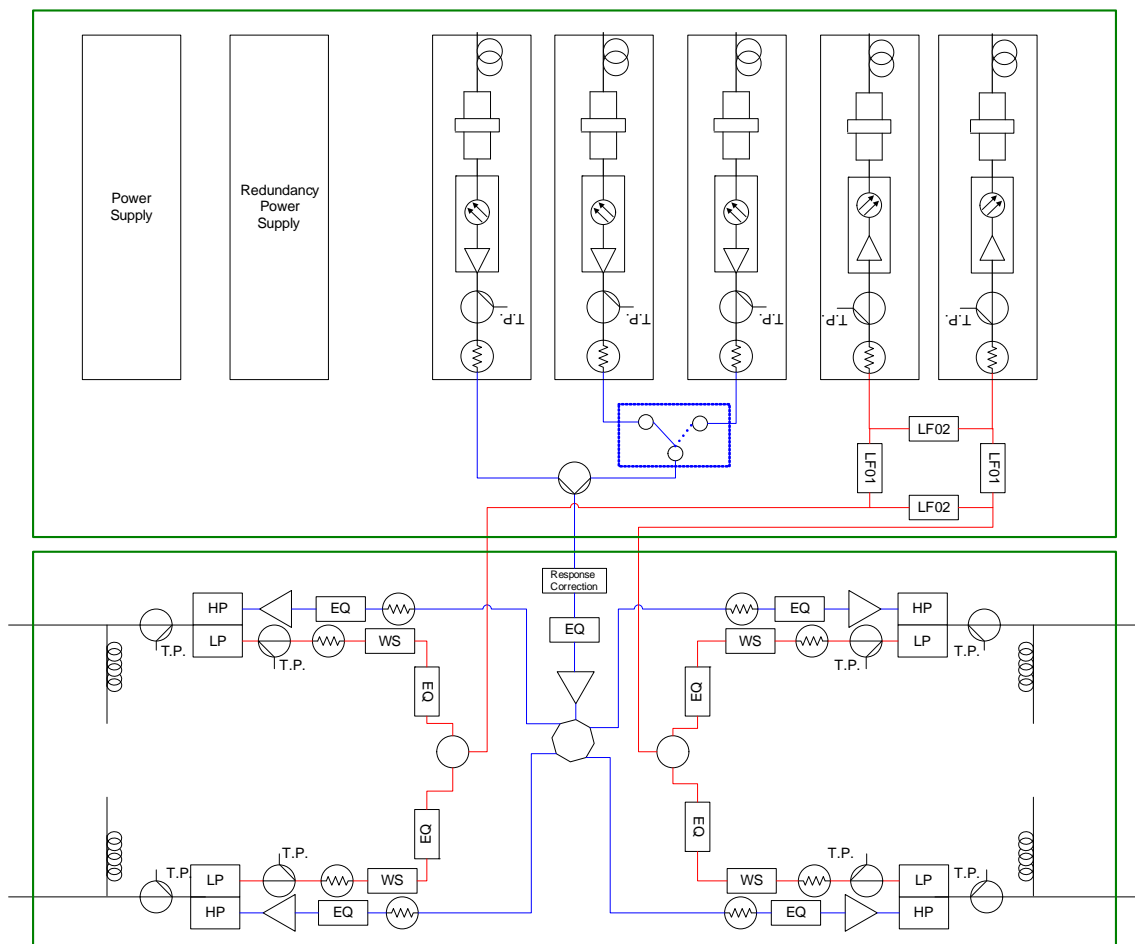 Power
Supply
Redundancy
Power
Supply
T.P.
T.P.
T.P.
T.P.
T.P.
LF02
LF01
LF01
LF02
Response
Correction
HP
EQ
EQ
HP
LP
WS
EQ
WS
LP
T.P.
T.P.
T.P.
T.P.
EQ
EQ
EQ
EQ
T.P.
T.P.
T.P.
T.P.
LP
WS
WS
LP
HP
EQ
EQ
HP